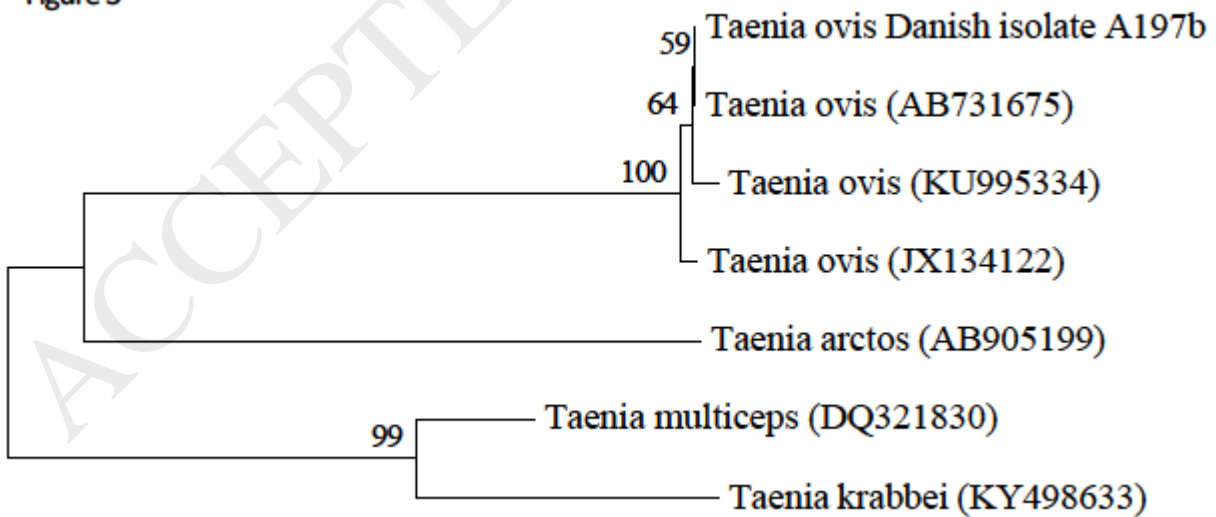 59
Taenia ovis Danish isolate A197b
64
Taenia ovis (AB731675)
100
Taenia ovis (KU995334)
Taenia ovis (JX134122)
Taenia arctos (AB905199)
Taenia multiceps (DQ321830)
99
Taenia krabbei (KY498633)
ACCEPTE